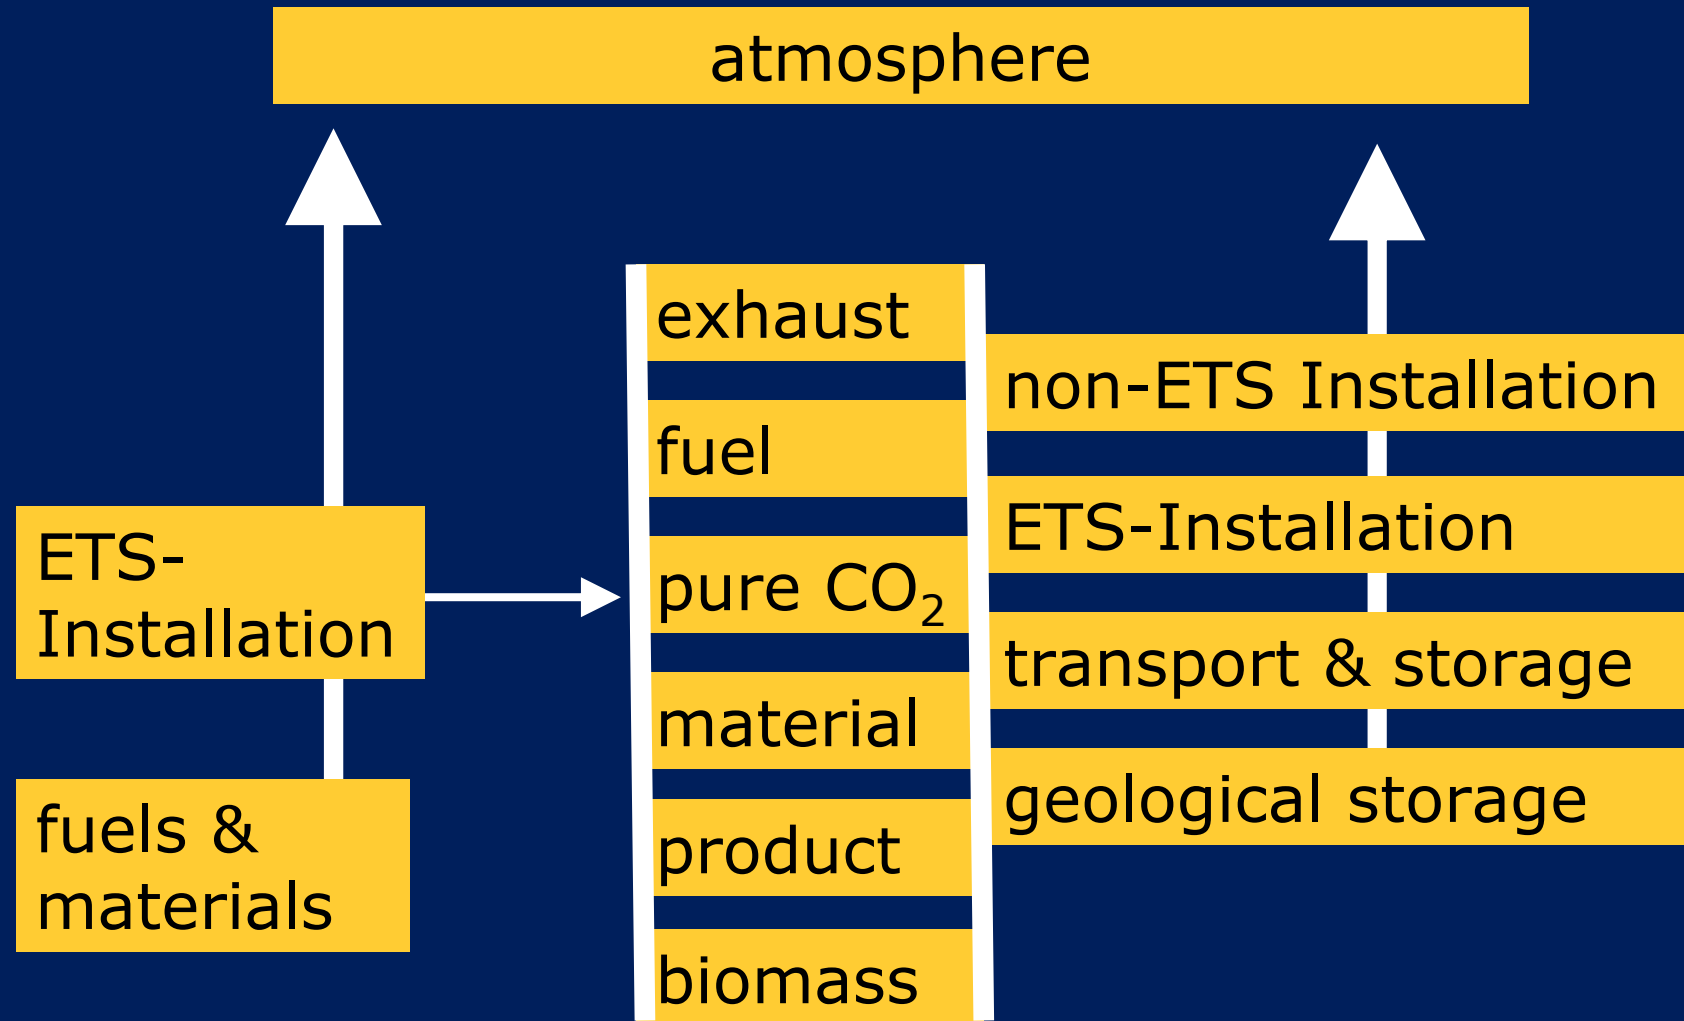 atmosphere
ETS-
Installation
fuels &
materials
exhaust
fuel
pure CO₂
material
product
biomass
non-ETS Installation
ETS-Installation
transport & storage
geological storage